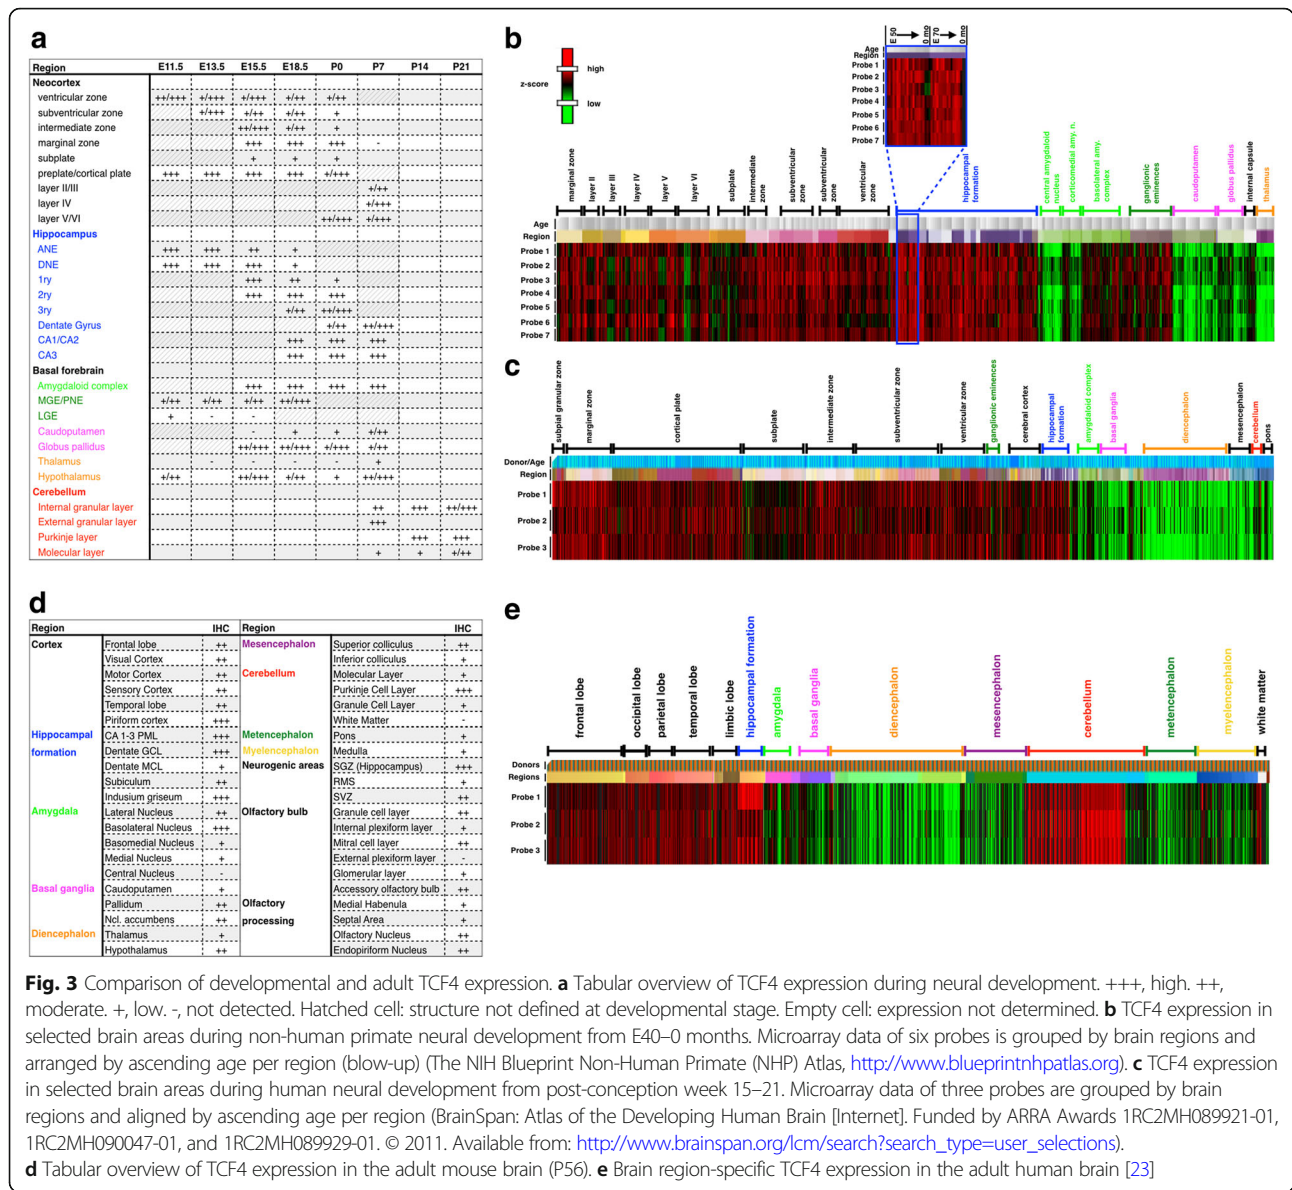 a
Region E11.5 E13.5 E15.5 E18.5 P0 P7 P14 P21
Neocortex
ventricular zone ++/+++ +/+++ +/+++ +/++ +/++
subventricular zone +/+++ +/++ +/++ +
intermediate zone ++/+++ +/++ +
marginal zone +++ +++ +++ -
subplate + + +
preplate/cortical plate +++ +++ +++ +++ +/+++
layer II/III +/++
layer IV +/+++
layer V/VI ++/+++ +/+++
Hippocampus
ANE +++ +++ ++ +
DNE +++ +++ +++ +
1ry +++ ++ +
2ry +++ +++ +++
3ry +/++ ++/+++
Dentate Gyrus +/++ ++/+++
CA1/CA2 +++ +++ +++
CA3 +++ +++ +++
Basal forebrain
Amygdaloid complex +++ +++ +++ +++
MGE/PNE +/++ +/++ +/++ ++/+++
LGE + - -
Caudoputamen - + + +/++
Globus pallidus ++/+++ ++/+++ +/+++ +/++
Thalamus - - - - +
Hypothalamus +/++ ++/+++ +/++ + ++/+++
Cerebellum
Internal granular layer ++ +++ ++/+++
External granular layer +++
Purkinje layer +++ +++
Molecular layer + + +/++
b
z-score
high
low
E 50 0 mo E 70 0 mo
Age
Region
Probe 1
Probe 2
Probe 3
Probe 4
Probe 5
Probe 6
Probe 7
marginal zone
layer II
layer III
layer IV
layer V
layer VI
subplate
intermediate zone
subventricular zone
subventricular zone
ventricular zone
hippocampal formation
central amygdaloid nucleus
corticomedial amy. n.
basolateral amy. complex
ganglionic eminences
caudoputamen
globus pallidus
internal capsule
thalamus
Age
Region
Probe 1
Probe 2
Probe 3
Probe 4
Probe 5
Probe 6
Probe 7
c
subpial granular zone
marginal zone
cortical plate
subplate
intermediate zone
subventricular zone
ventricular zone
ganglionic eminences
cerebral cortex
hippocampal formation
amygdaloid complex
basal ganglia
diencephalon
mesencephalon
cerebellum
pons
Donor/Age
Region
Probe 1
Probe 2
Probe 3
d
Region IHC Region IHC
Cortex Frontal lobe ++ Mesencephalon Superior colliculus ++
Visual Cortex ++ Inferior colliculus +
Motor Cortex ++ Cerebellum Molecular Layer +
Sensory Cortex ++ Purkinje Cell Layer +++
Temporal lobe ++ Granule Cell Layer +
Piriform cortex +++ White Matter -
Hippocampal CA 1-3 PML +++ Metencephalon Pons +
formation Dentate GCL +++ Myelencephalon Medulla +
Dentate MCL + Neurogenic areas SGZ (Hippocampus) +++
Subiculum ++ RMS +
Indusium griseum +++ SVZ ++
Amygdala Lateral Nucleus ++ Olfactory bulb Granule cell layer ++
Basolateral Nucleus +++ Internal plexiform layer +
Basomedial Nucleus + Mitral cell layer ++
Medial Nucleus + External plexiform layer -
Central Nucleus - Glomerular layer +
Basal ganglia Caudoputamen + Accessory olfactory bulb ++
Pallidum ++ Olfactory Medial Habenula +
Ncl. accumbens ++ processing Septal Area +
Diencephalon Thalamus + Olfactory Nucleus ++
Hypothalamus ++ Endopiriform Nucleus ++
e
frontal lobe
occipital lobe
parietal lobe
temporal lobe
limbic lobe
hippocampal formation
amygdala
basal ganglia
diencephalon
mesencephalon
cerebellum
metencephalon
myelencephalon
white matter
Donors
Regions
Probe 1
Probe 2
Probe 3
Fig. 3 Comparison of developmental and adult TCF4 expression. a Tabular overview of TCF4 expression during neural development. +++, high. ++,
moderate. +, low. -, not detected. Hatched cell: structure not defined at developmental stage. Empty cell: expression not determined. b TCF4 expression in
selected brain areas during non-human primate neural development from E40–0 months. Microarray data of six probes is grouped by brain regions and
arranged by ascending age per region (blow-up) (The NIH Blueprint Non-Human Primate (NHP) Atlas, http://www.blueprintnhpatlas.org). c TCF4 expression
in selected brain areas during human neural development from post-conception week 15–21. Microarray data of three probes are grouped by brain
regions and aligned by ascending age per region (BrainSpan: Atlas of the Developing Human Brain [Internet]. Funded by ARRA Awards 1RC2MH089921-01,
1RC2MH090047-01, and 1RC2MH089929-01. © 2011. Available from: http://www.brainspan.org/lcm/search?search_type=user_selections).
d Tabular overview of TCF4 expression in the adult mouse brain (P56). e Brain region-specific TCF4 expression in the adult human brain [23]